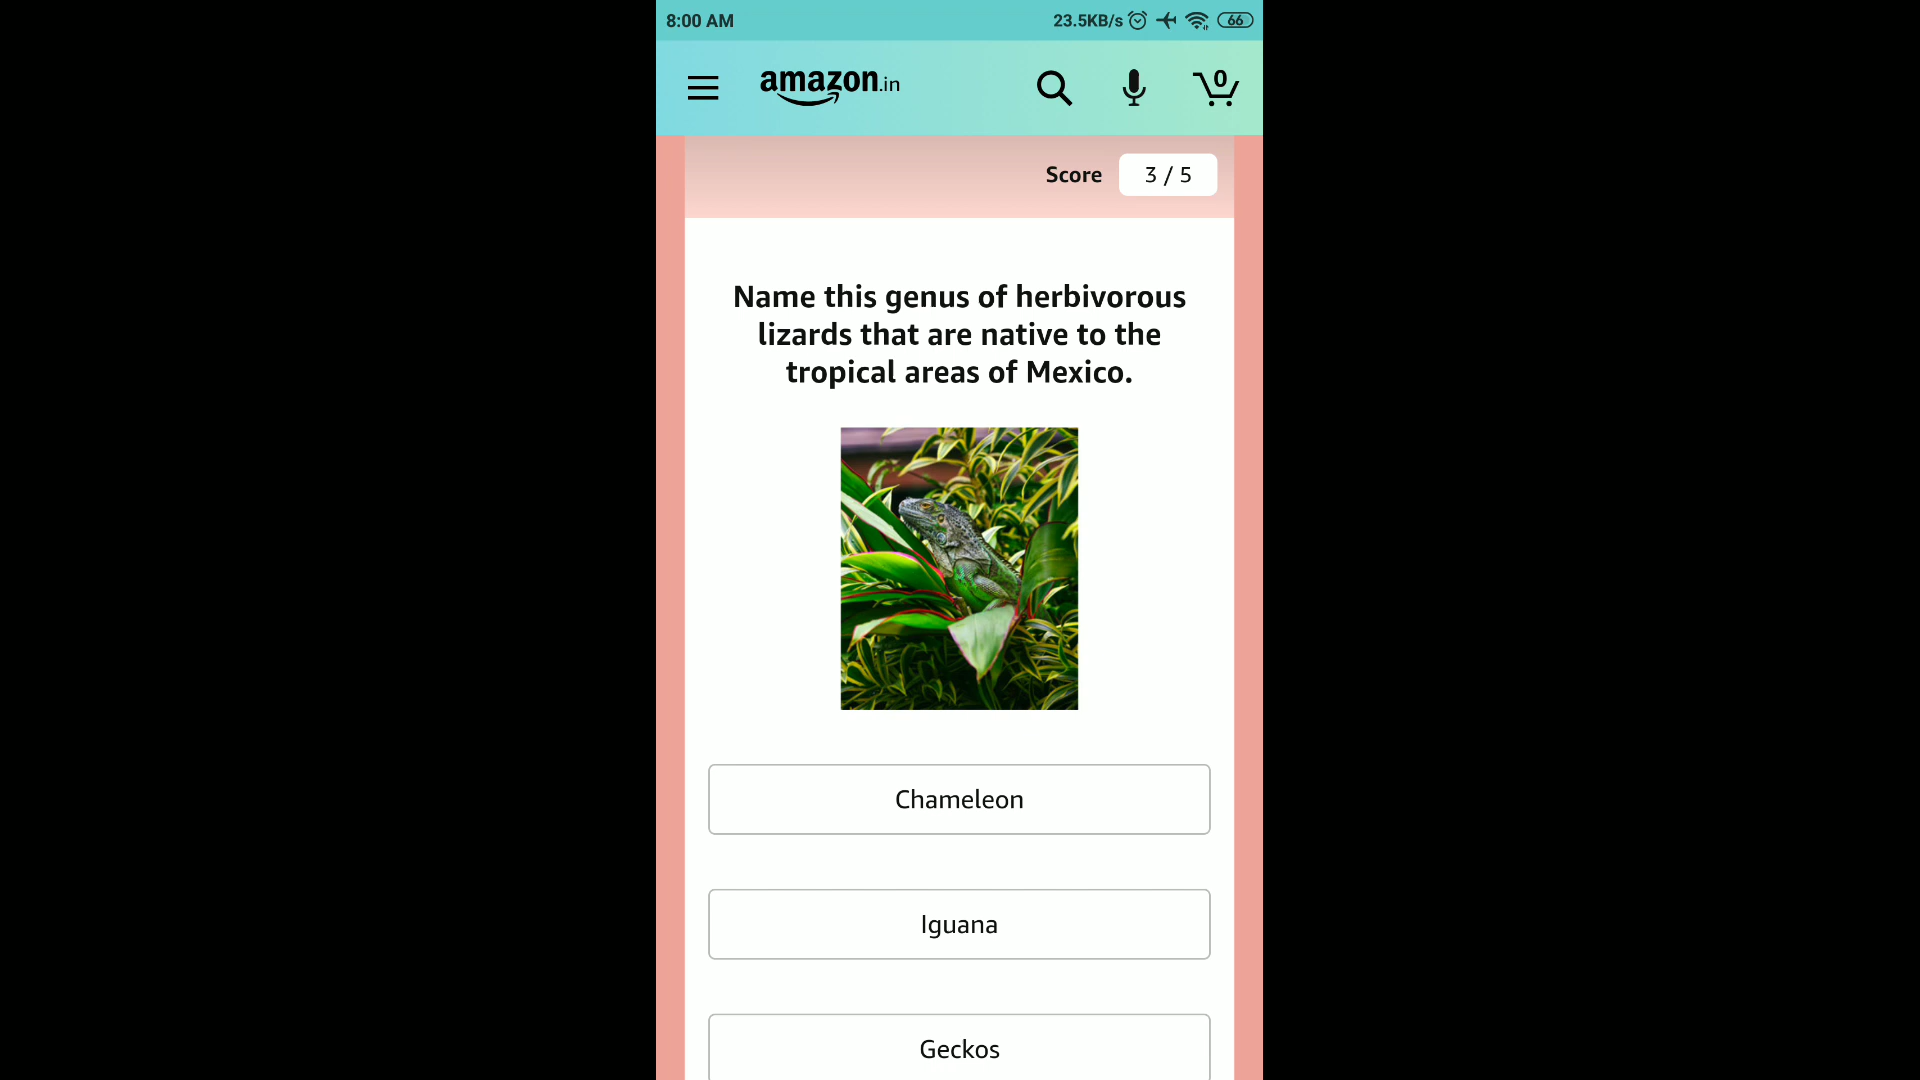 8:00 AM
23.5KB/s
66
amazon.in
0
Score
3 / 5
Name this genus of herbivorous
lizards that are native to the
tropical areas of Mexico.
Chameleon
Iguana
Geckos